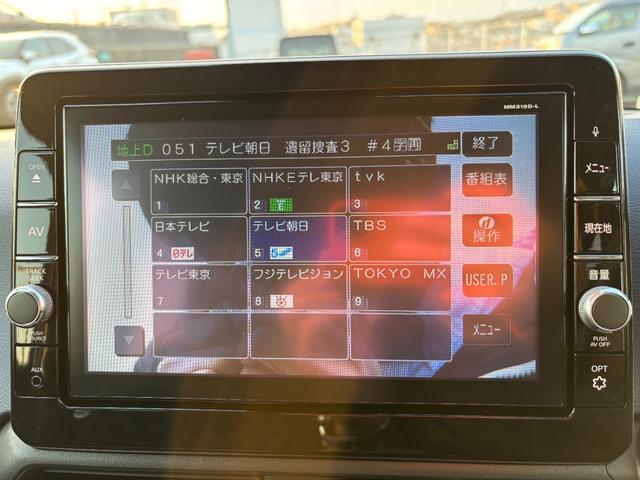 MM319D-L
地上D 051 テレビ朝日 遺留捜査3 #4字再
終了
OPEN
AV
TRACK
SEEK
PUSH
SOURCE
AUX
NHK総合・東京
1
NHKEテレ東京
2 E
tvk
3
日本テレビ
4 日テレ
テレビ朝日
5
TBS
6
テレビ東京
7
フジテレビジョン
8
TOKYO MX
9
番組表
d
操作
USER.P
メニュー
メニュー
現在地
音量
PUSH
AV OFF
OPT